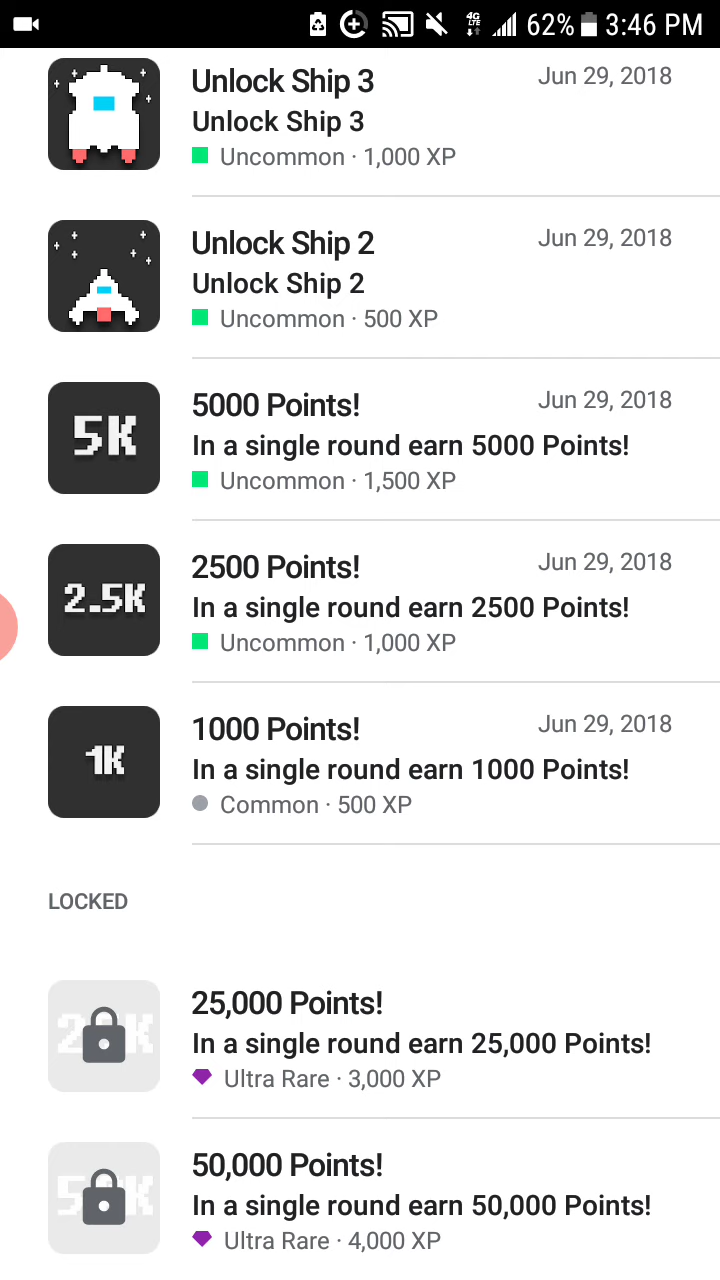 4G LTE 62% 3:46 PM
Unlock Ship 3 Jun 29, 2018
Unlock Ship 3
Uncommon · 1,000 XP
Unlock Ship 2 Jun 29, 2018
Unlock Ship 2
Uncommon · 500 XP
5K
5000 Points! Jun 29, 2018
In a single round earn 5000 Points!
Uncommon · 1,500 XP
2.5K
2500 Points! Jun 29, 2018
In a single round earn 2500 Points!
Uncommon · 1,000 XP
1K
1000 Points! Jun 29, 2018
In a single round earn 1000 Points!
Common · 500 XP
LOCKED
25,000 Points!
In a single round earn 25,000 Points!
Ultra Rare · 3,000 XP
50,000 Points!
In a single round earn 50,000 Points!
Ultra Rare · 4,000 XP